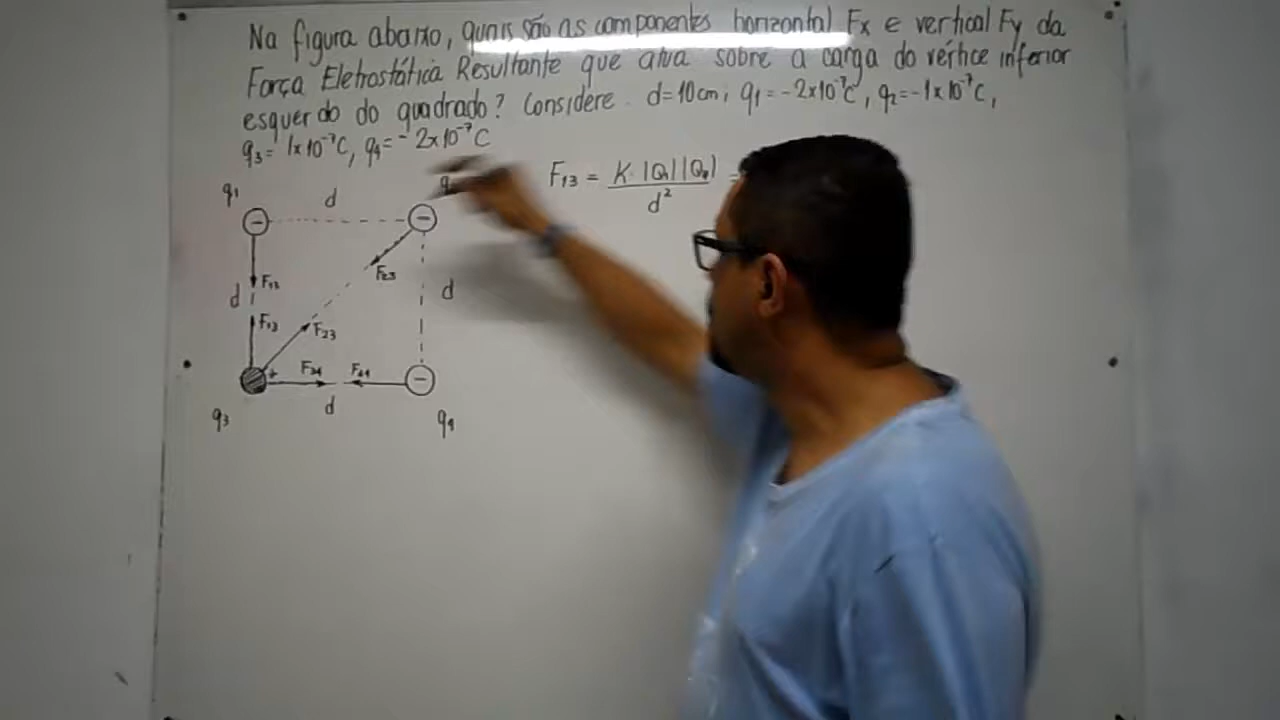 Na figura abaixo, quais são as componentes horizontal Fx e vertical Fy da
Força Eletrostática Resultante que atua sobre a carga do vértice inferior
esquerdo do quadrado? Considere d=10cm, q1=-2x10⁻⁷C, q2=-1x10⁻⁷C,
q3= 1x10⁻⁷C, q4=-2x10⁻⁷C
F13 = K·|Q1||Q3| =
d²
q1
d
d
F13
F23
d
F13
F23
F34
F34
d
q3
q4